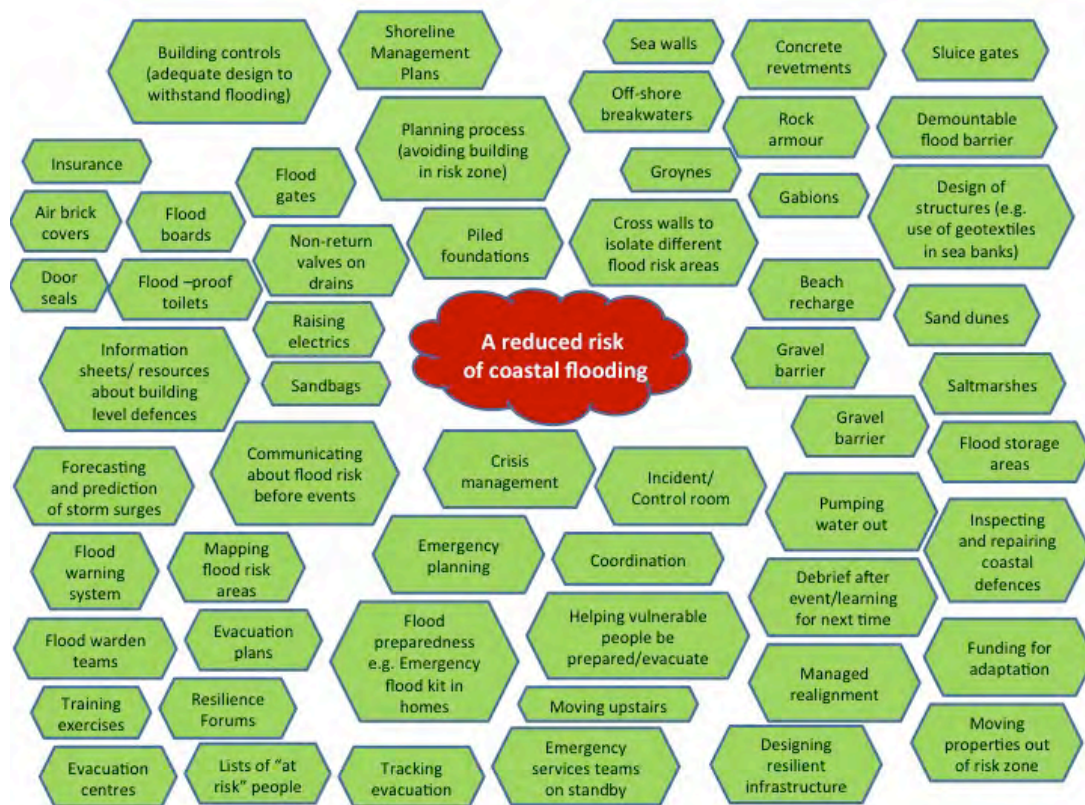 Building controls
(adequate design to
withstand flooding)
Shoreline
Management
Plans
Sea walls
Concrete
revetments
Sluice gates
Off-shore
breakwaters
Planning process
(avoiding building
in risk zone)
Rock
armour
Demountable
flood barrier
Insurance
Flood
gates
Groynes
Gabions
Design of
structures (e.g.
use of geotextiles
in sea banks)
Air brick
covers
Flood
boards
Non-return
valves on
drains
Piled
foundations
Cross walls to
isolate different
flood risk areas
Door
seals
Flood –proof
toilets
Beach
recharge
Sand dunes
Raising
electrics
A reduced risk
of coastal flooding
Information
sheets/ resources
about building
level defences
Sandbags
Gravel
barrier
Saltmarshes
Gravel
barrier
Flood storage
areas
Forecasting
and prediction
of storm surges
Communicating
about flood risk
before events
Crisis
management
Incident/
Control room
Pumping
water out
Inspecting
and repairing
coastal
defences
Flood
warning
system
Mapping
flood risk
areas
Emergency
planning
Coordination
Debrief after
event/learning
for next time
Flood warden
teams
Evacuation
plans
Flood
preparedness
e.g. Emergency
flood kit in
homes
Helping vulnerable
people be
prepared/evacuate
Managed
realignment
Funding for
adaptation
Training
exercises
Resilience
Forums
Moving upstairs
Evacuation
centres
Lists of “at
risk” people
Tracking
evacuation
Emergency
services teams
on standby
Designing
resilient
infrastructure
Moving
properties out
of risk zone